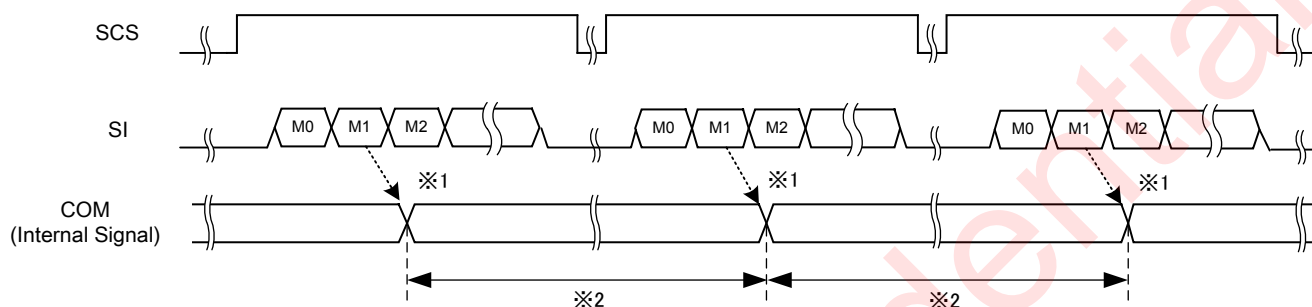 SCS
SI
M0 M1 M2 M0 M1 M2 M0 M1 M2
※1 ※1 ※1
COM
(Internal Signal)
※2 ※2
dential